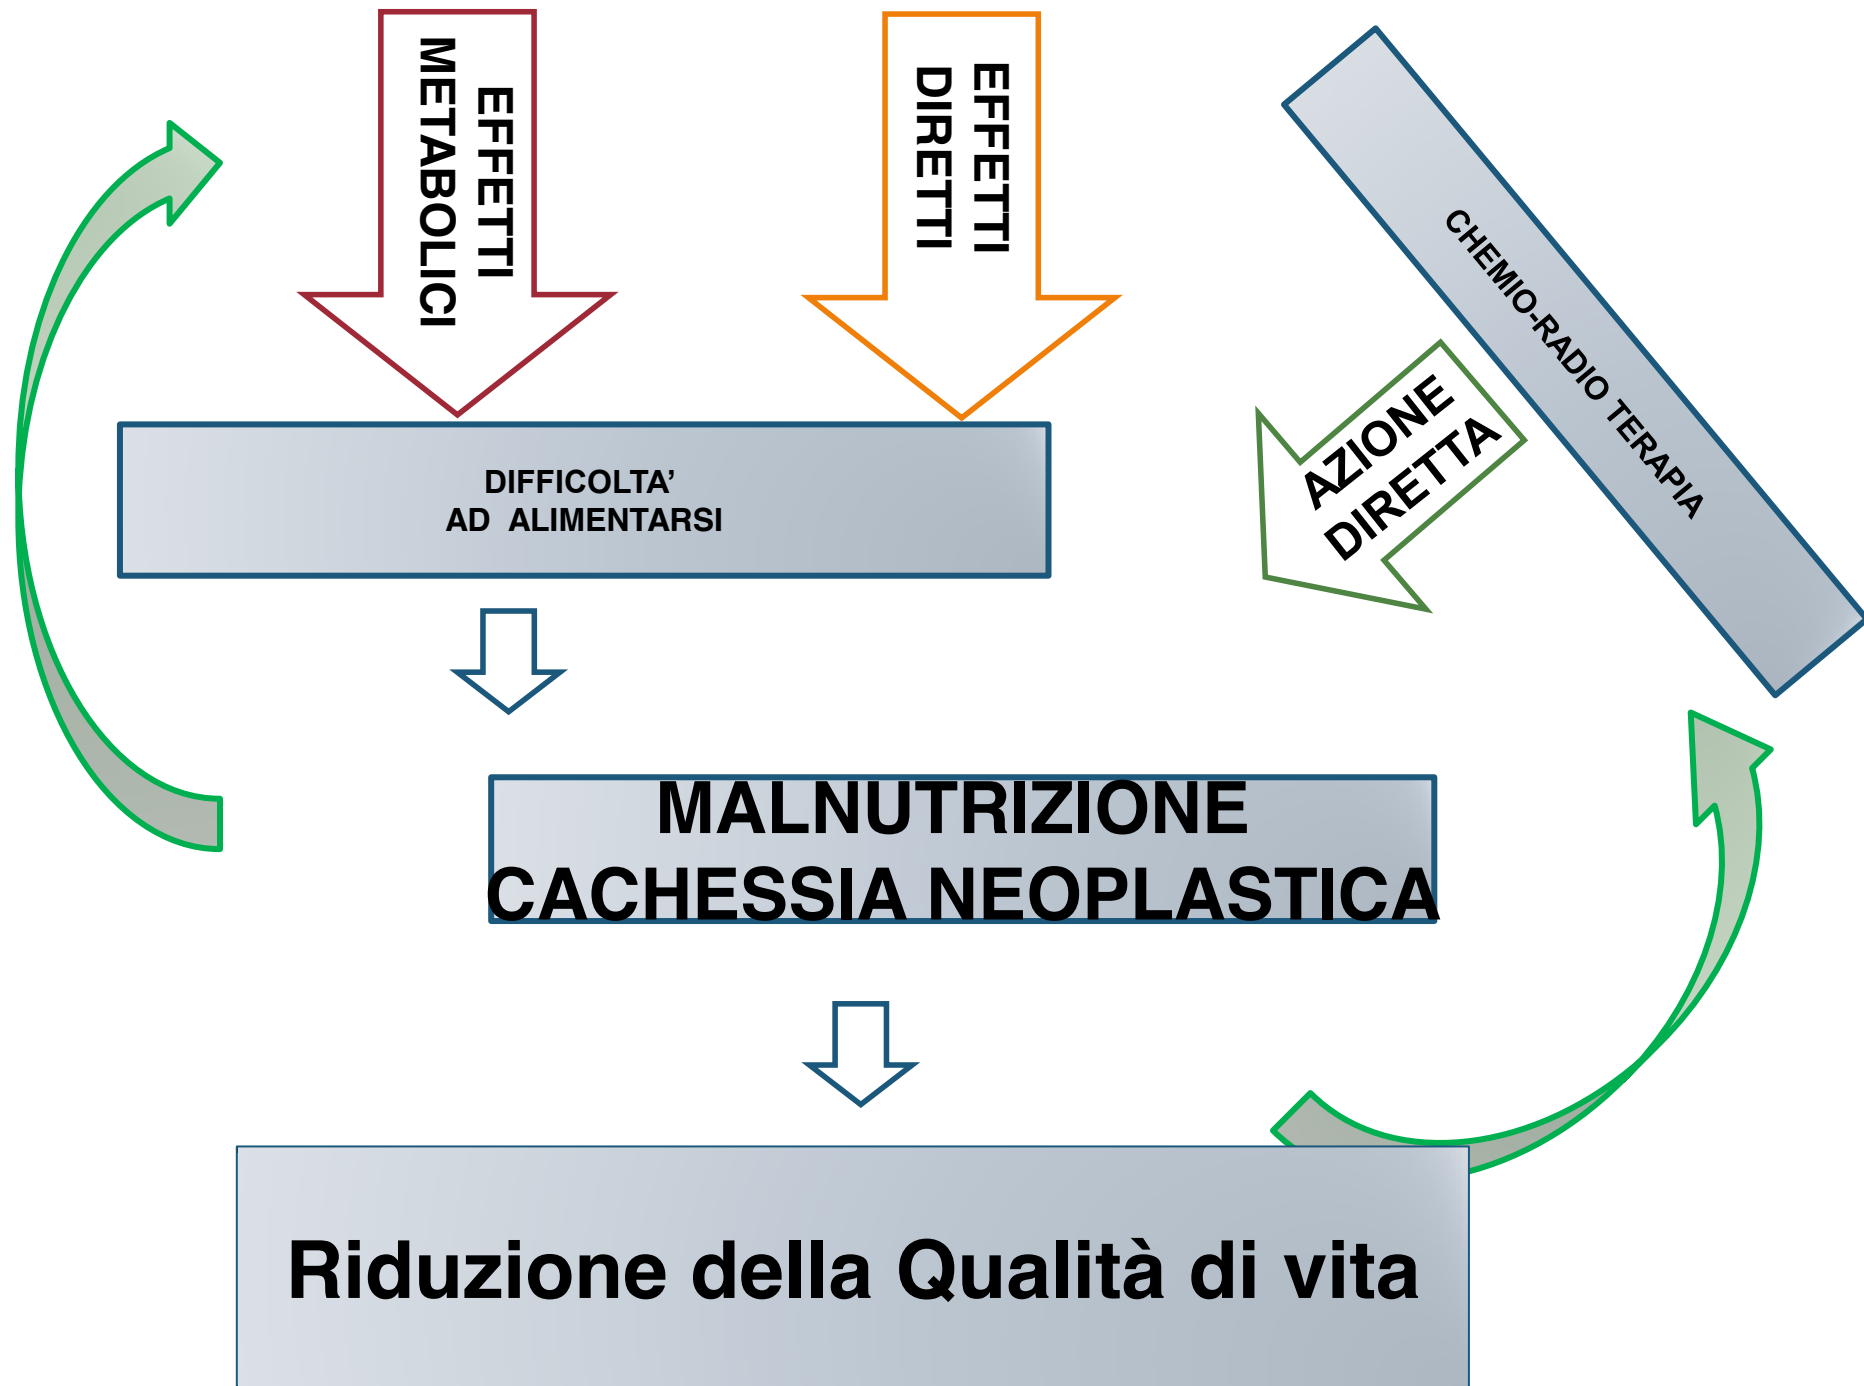 EFFETTI
METABOLICI
EFFETTI
DIRETTI
CHEMIO-RADIO TERAPIA
AZIONE
DIRETTA
DIFFICOLTA’
AD ALIMENTARSI
MALNUTRIZIONE
CACHESSIA NEOPLASTICA
Riduzione della Qualità di vita